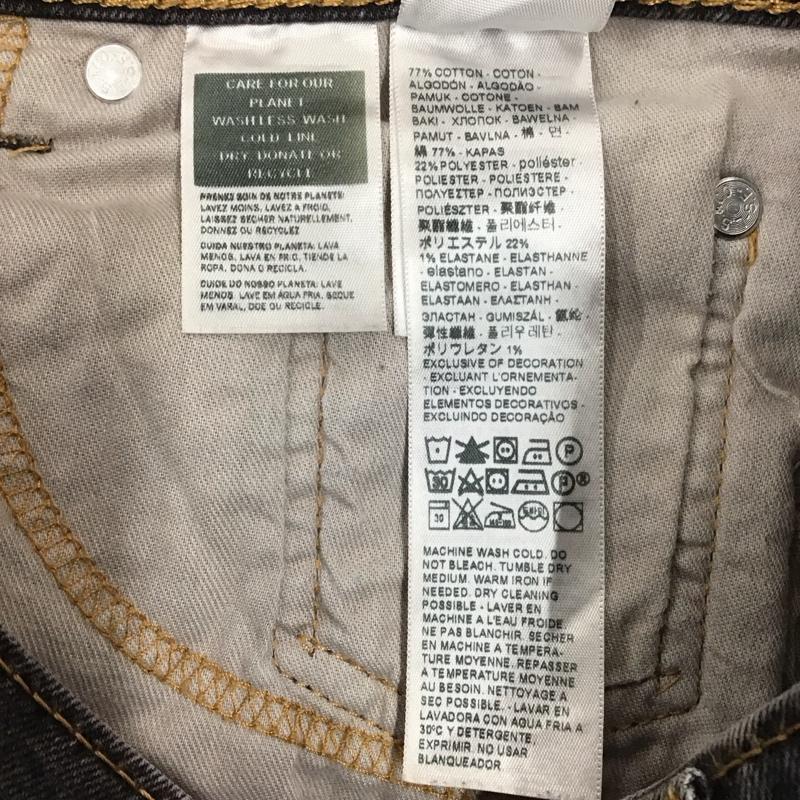 CARE FOR OUR
PLANET
WASH LESS WASH
COLD LINE
DRY DONATE OR
RECYCLE
PRENEZ SOIN DE NOTRE PLANETE:
LAVEZ MOINS, LAVEZ A FROID,
LAISSEZ SECHER NATURELLEMENT,
DONNEZ OU RECYCLEZ
CUIDA NUESTRO PLANETA: LAVA
MENOS, LAVA EN FRIO, TIENDE LA
ROPA, DONA O RECICLA.
CUIDE DO NOSSO PLANETA: LAVE
MENOS. LAVE EM ÁGUA FRIA, SEQUE
EM VARAL, DOE OU RECICLE.
77% COTTON - COTON -
ALGODÓN - ALGODÃO -
PAMUK - COTONE -
BAUMWOLLE - KATOEN - BAM
BAKI - ХЛОПОК - BAWEŁNA -
PAMUT - BAVLNA - 棉 - 면 -
綿 77% - KAPAS
22% POLYESTER - poliéster -
POLIESTER - POLIESTERE -
ΠΟΛΥΕΣΤΕΡ - ПОЛИЭСТЕР -
POLIÉSZTER - 聚酯纤维 -
聚酯纖維 - 폴리에스터 -
ポリエステル 22%
1% ELASTANE - ELASTHANNE
- elastano - ELASTAN -
ELASTOMERO - ELASTHAN -
ELASTAAN - ΕΛΑΣΤΑΝΗ -
ЭЛАСТАН - GUMISZÁL - 氨纶 -
彈性纖維 - 폴리우레탄 -
ポリウレタン 1%
EXCLUSIVE OF DECORATION
- EXCLUANT L'ORNEMENTA-
TION - EXCLUYENDO
ELEMENTOS DECORATIVOS -
EXCLUINDO DECORAÇÃO
P
30 P ®
30
MACHINE WASH COLD. DO
NOT BLEACH. TUMBLE DRY
MEDIUM. WARM IRON IF
NEEDED. DRY CLEANING
POSSIBLE - LAVER EN
MACHINE A L'EAU FROIDE
NE PAS BLANCHIR. SECHER
EN MACHINE A TEMPERA-
TURE MOYENNE. REPASSER
A TEMPERATURE MOYENNE
AU BESOIN. NETTOYAGE A
SEC POSSIBLE. - LAVAR EN
LAVADORA CON AGUA FRIA A
30°C Y DETERGENTE.
EXPRIMIR. NO USAR
BLANQUEADOR